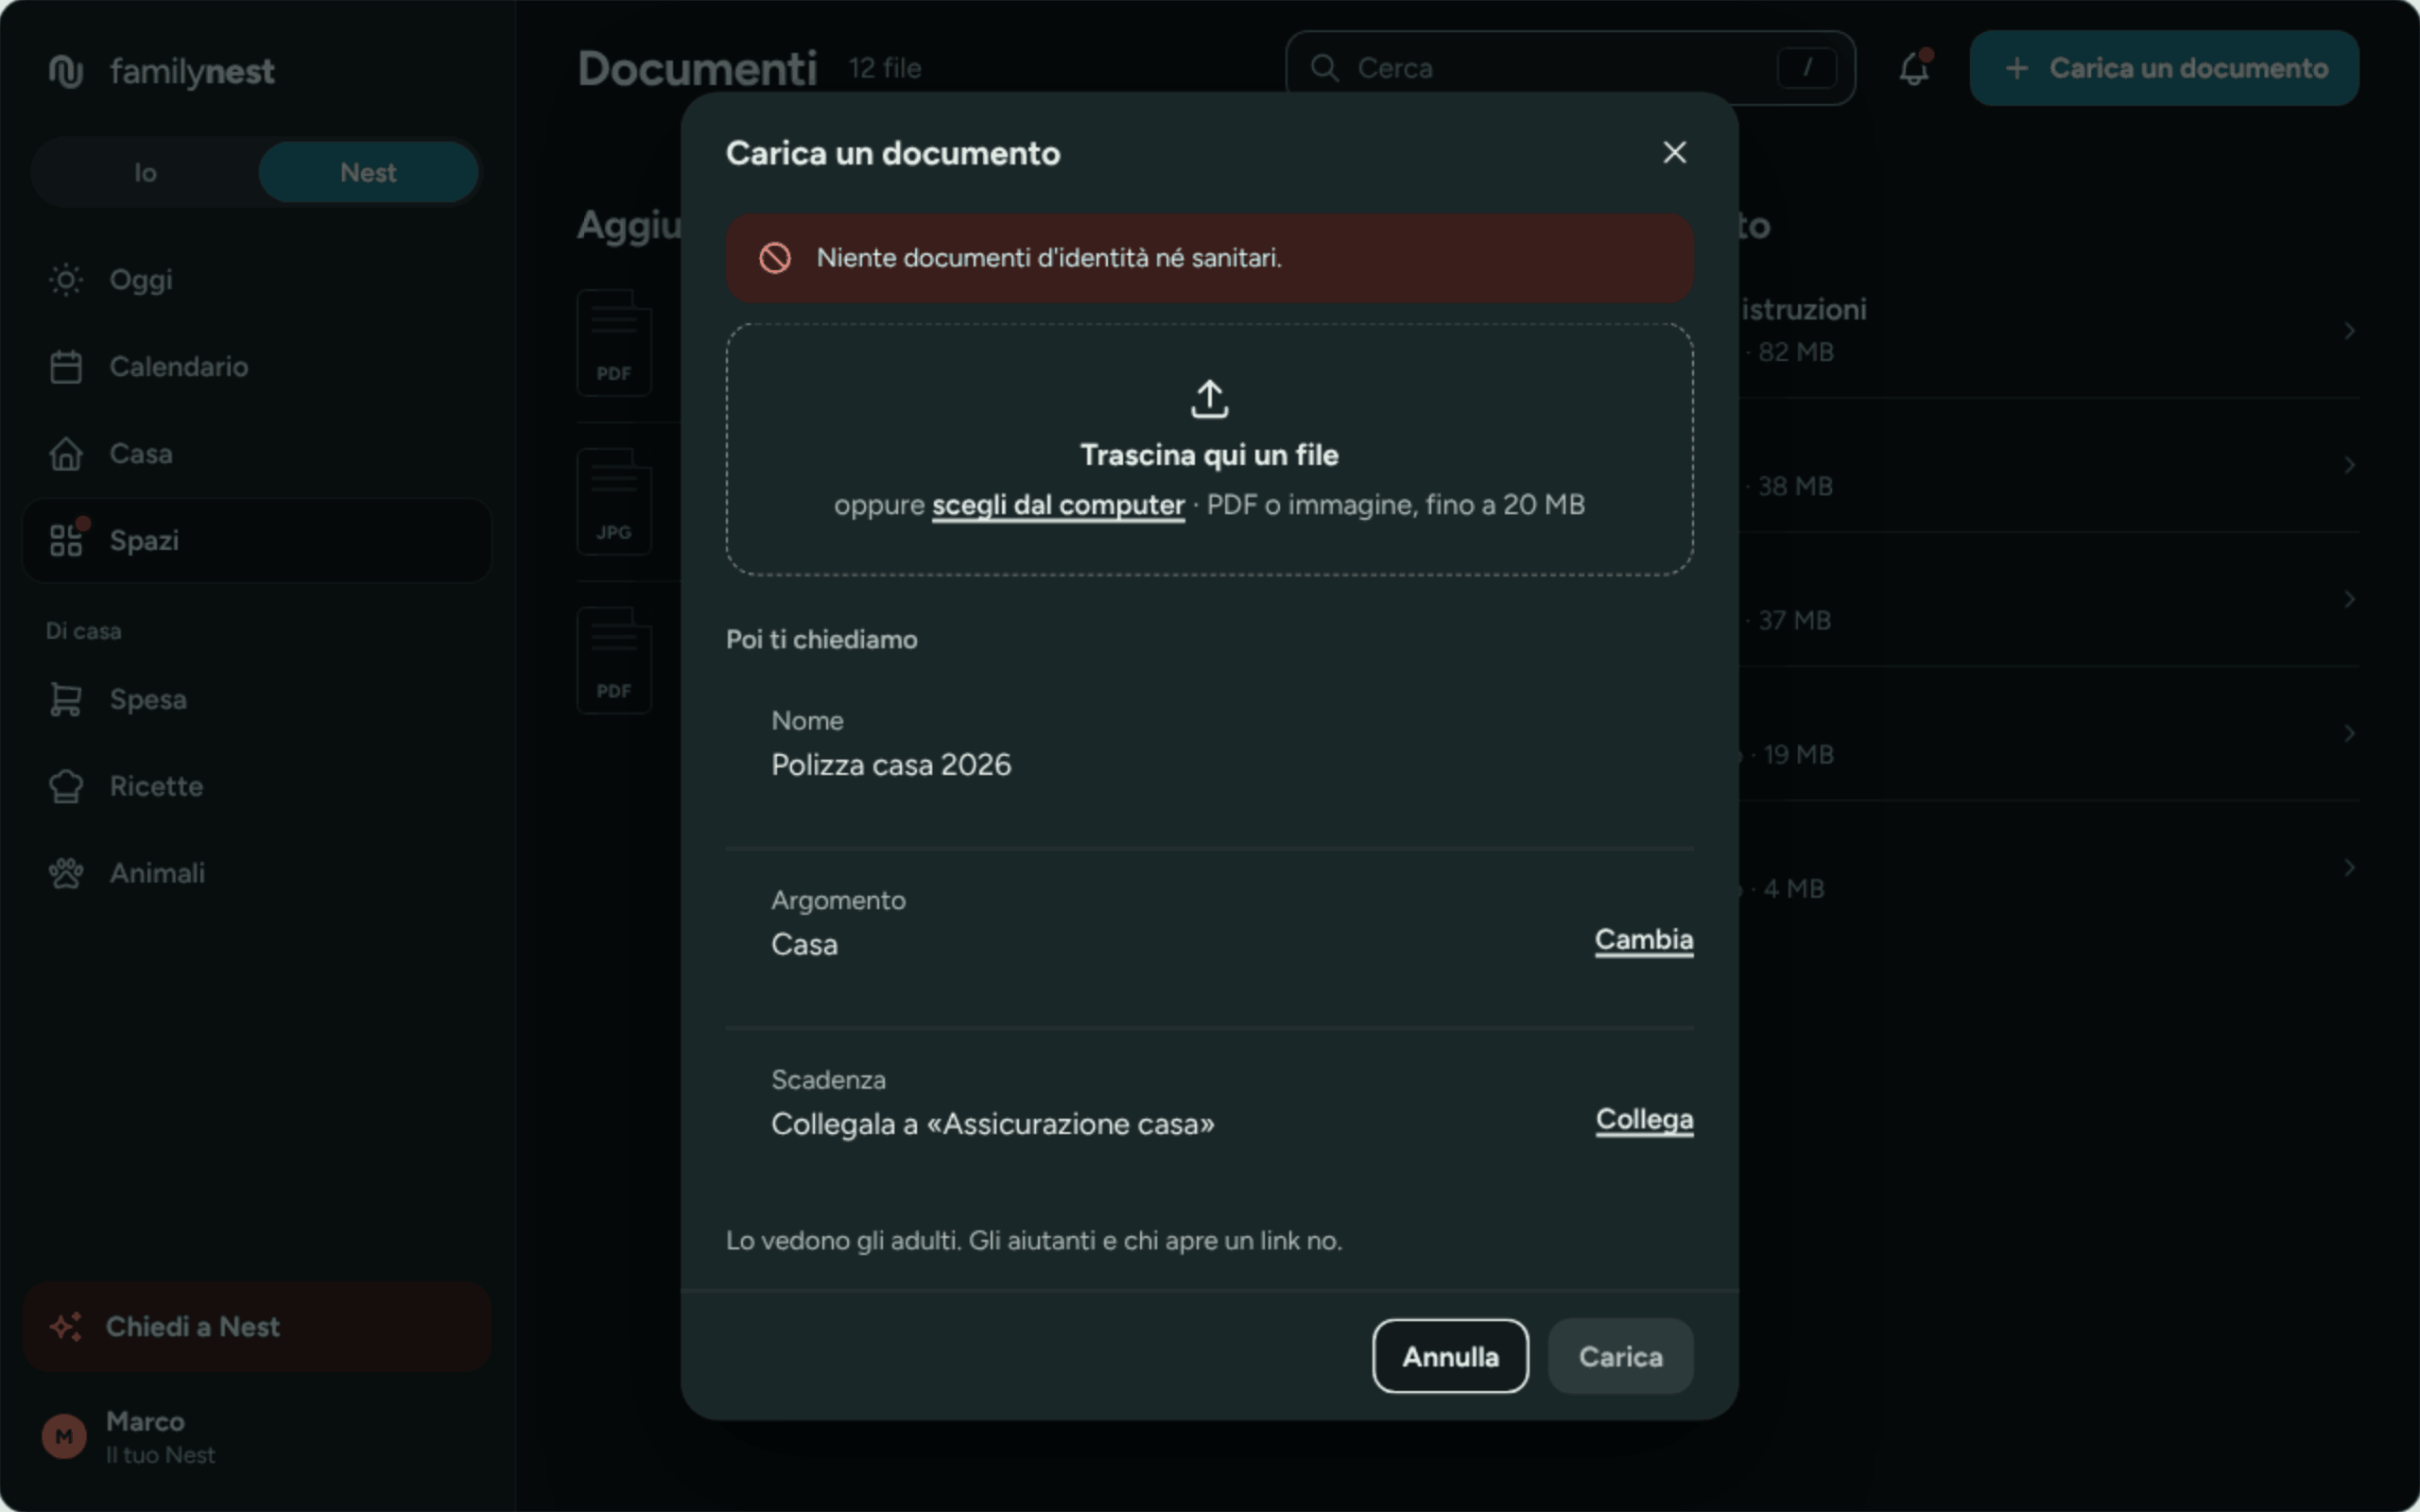 familynest
Io
Nest
Oggi
Calendario
Casa
Spazi
Di casa
Spesa
Ricette
Animali
Chiedi a Nest
M
Marco
Il tuo Nest
Documenti
12 file
Cerca
/
+ Carica un documento
PDF
JPG
PDF
istruzioni
· 82 MB
· 38 MB
· 37 MB
· 19 MB
· 4 MB
Carica un documento
Niente documenti d'identità né sanitari.
Trascina qui un file
oppure scegli dal computer · PDF o immagine, fino a 20 MB
Poi ti chiediamo
Nome
Polizza casa 2026
Argomento
Casa
Cambia
Scadenza
Collegala a «Assicurazione casa»
Collega
Lo vedono gli adulti. Gli aiutanti e chi apre un link no.
Annulla
Carica